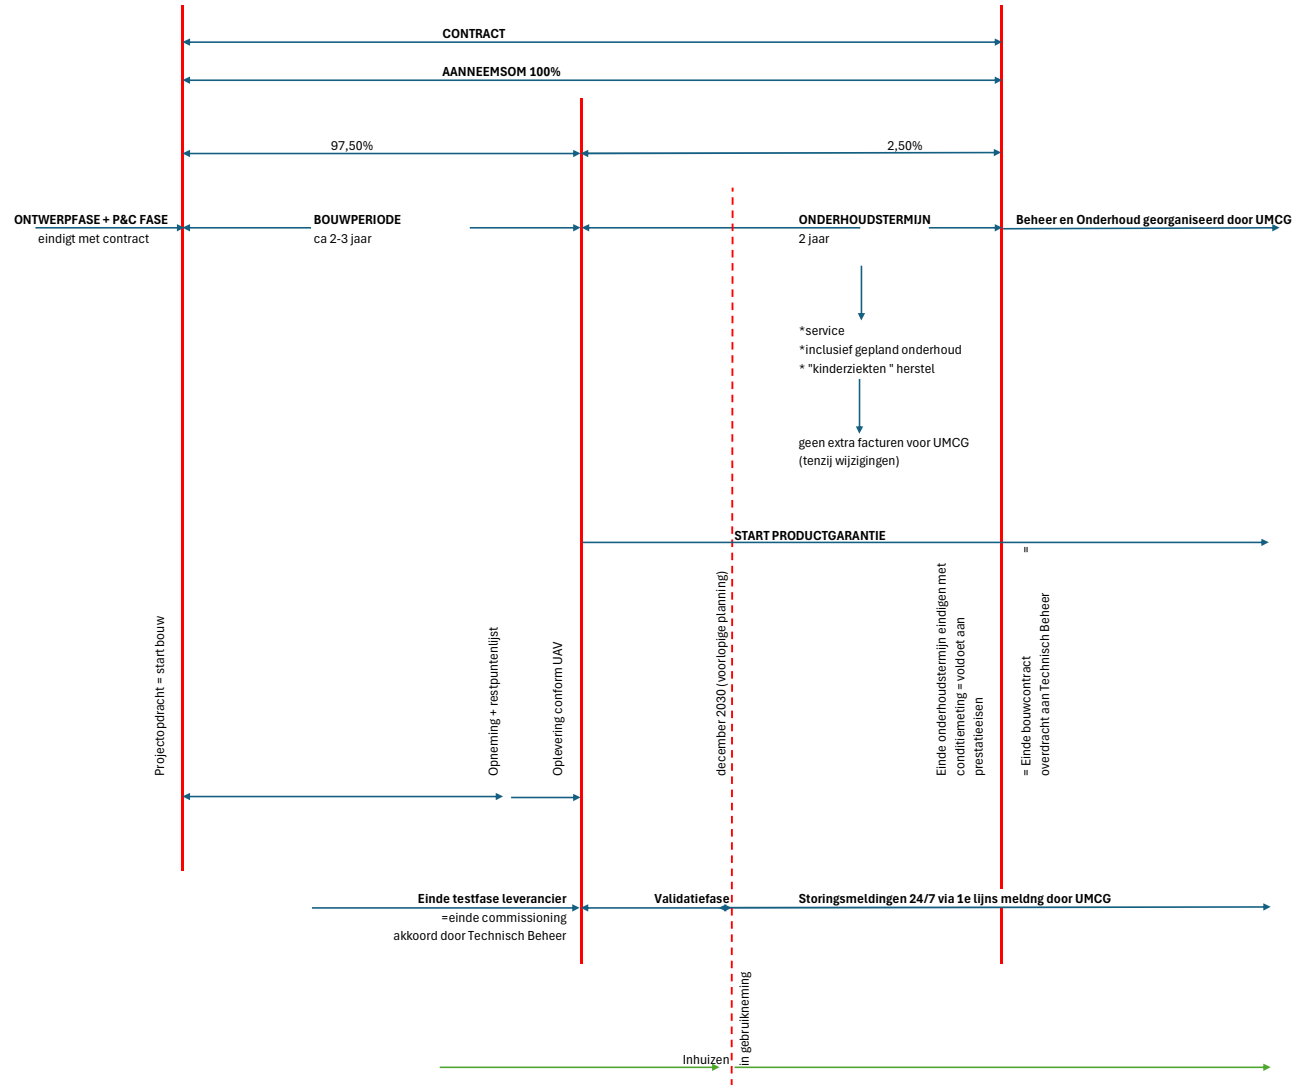 CONTRACT
AANNEEMSOM 100%
97,50%
2,50%
ONTWERPFASE + P&C FASE
eindigt met contract
BOUWPERIODE
ca 2-3 jaar
ONDERHOUDSTERMIJN
2 jaar
Beheer en Onderhoud georganiseerd door UMCG
*service
*inclusief gepland onderhoud
* "kinderziekten " herstel
geen extra facturen voor UMCG
(tenzij wijzigingen)
START PRODUCTGARANTIE
=
Projectopdracht = start bouw
Opneming + restpuntenlijst
Oplevering conform UAV
december 2030 (voorlopige planning)
Einde onderhoudstermijn eindigen met
conditiemeting = voldoet aan
prestatieeisen
= Einde bouwcontract
overdracht aan Technisch Beheer
Einde testfase leverancier
=einde commissioning
akkoord door Technisch Beheer
Validatiefase
Storingsmeldingen 24/7 via 1e lijns meldng door UMCG
in gebruikneming
Inhuizen